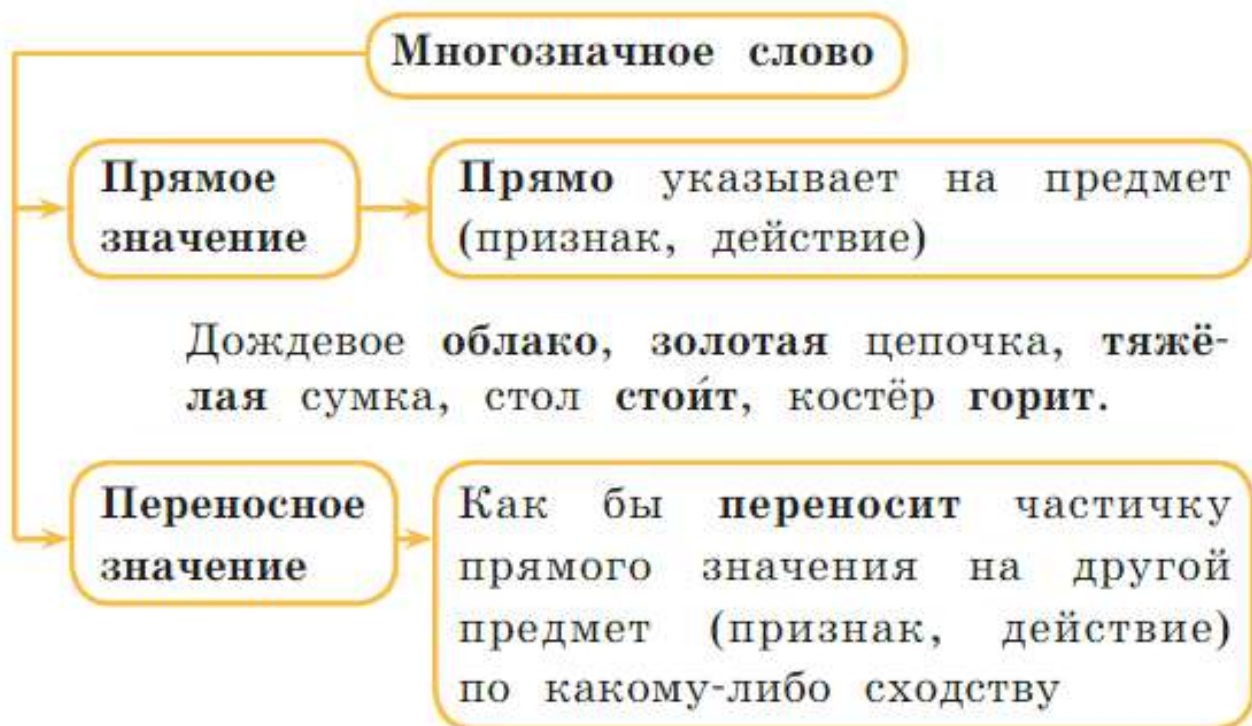 Многозначное слово
Прямое
значение
Прямо указывает на предмет
(признак, действие)
Дождевое облако, золотая цепочка, тяжё-
лая сумка, стол стои́т, костёр горит.
Переносное
значение
Как бы переносит частичку
прямого значения на другой
предмет (признак, действие)
по какому-либо сходству